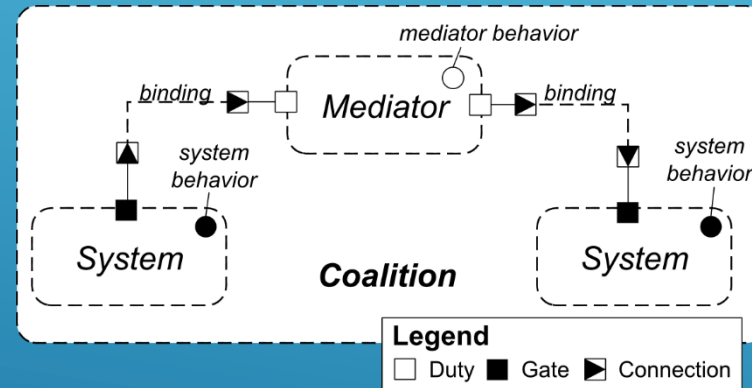 mediator behavior
binding
Mediator
binding
system
behavior
system
behavior
System
Coalition
System
Legend
Duty Gate Connection